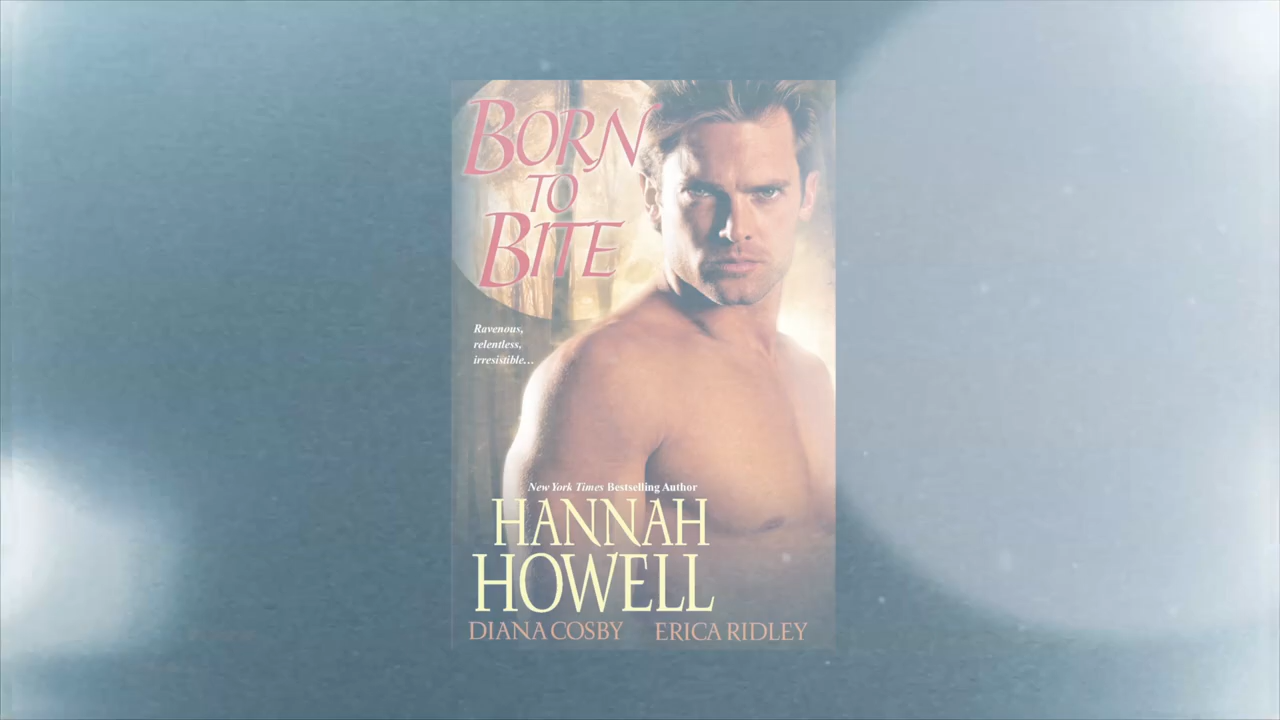 BORN
TO
BITE
Ravenous,
relentless,
irresistible...
New York Times Bestselling Author
HANNAH
HOWELL
DIANA COSBY ERICA RIDLEY